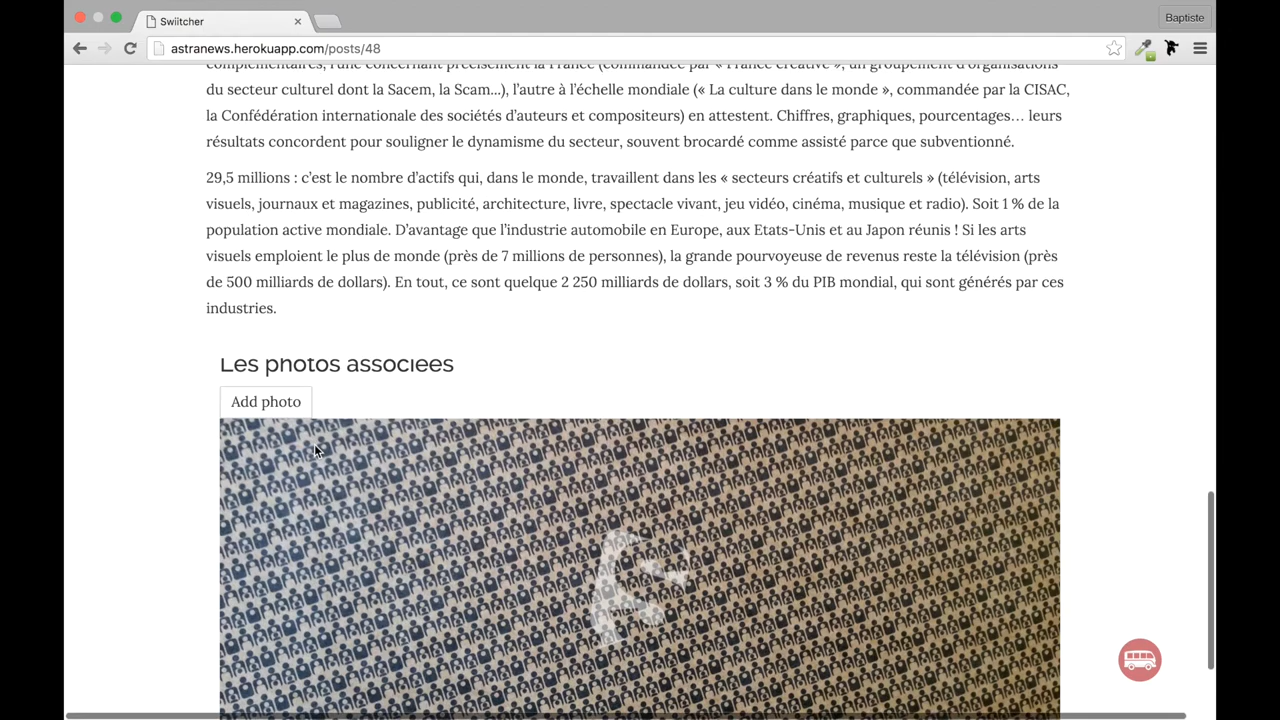 Swiitcher
Baptiste
astranews.herokuapp.com/posts/48
complémentaires, l'une concernant précisément la France (commandée par « France créative », un groupement d'organisations
du secteur culturel dont la Sacem, la Scam...), l'autre à l'échelle mondiale (« La culture dans le monde », commandée par la CISAC,
la Confédération internationale des sociétés d'auteurs et compositeurs) en attestent. Chiffres, graphiques, pourcentages… leurs
résultats concordent pour souligner le dynamisme du secteur, souvent brocardé comme assisté parce que subventionné.
29,5 millions : c'est le nombre d'actifs qui, dans le monde, travaillent dans les « secteurs créatifs et culturels » (télévision, arts
visuels, journaux et magazines, publicité, architecture, livre, spectacle vivant, jeu vidéo, cinéma, musique et radio). Soit 1 % de la
population active mondiale. D'avantage que l'industrie automobile en Europe, aux Etats-Unis et au Japon réunis ! Si les arts
visuels emploient le plus de monde (près de 7 millions de personnes), la grande pourvoyeuse de revenus reste la télévision (près
de 500 milliards de dollars). En tout, ce sont quelque 2 250 milliards de dollars, soit 3 % du PIB mondial, qui sont générés par ces
industries.
Les photos associées
Add photo